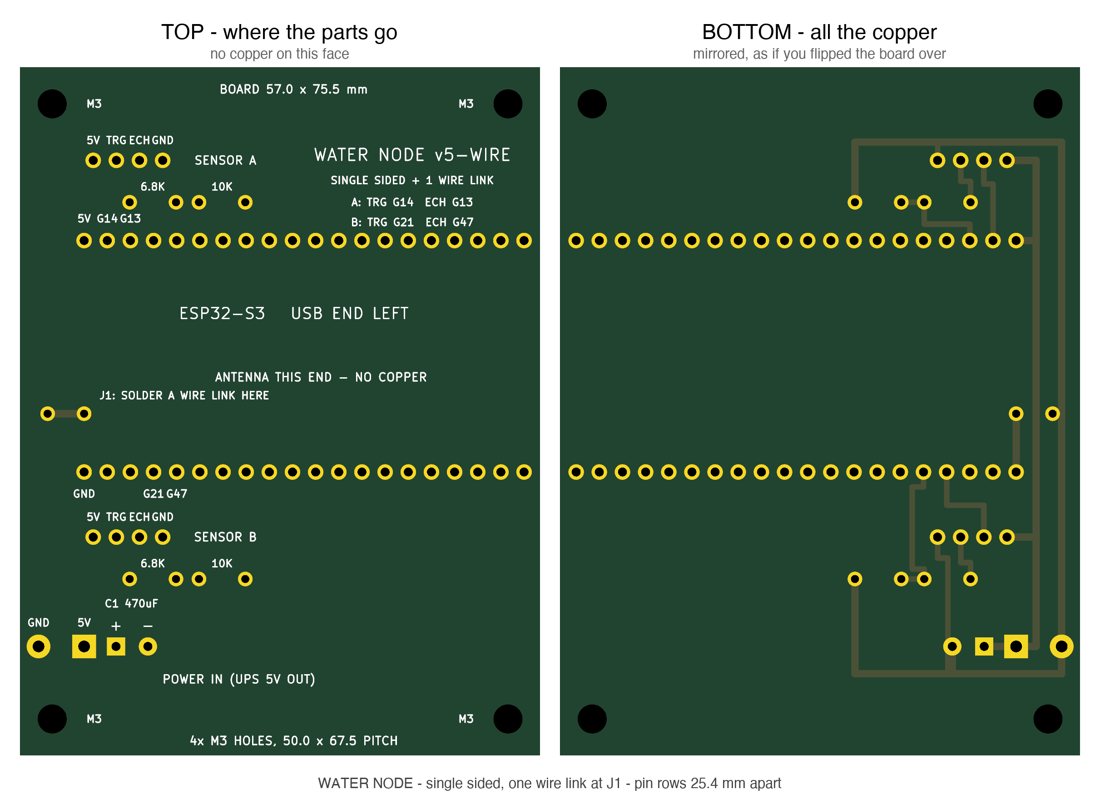 TOP - where the parts go
no copper on this face
BOTTOM - all the copper
mirrored, as if you flipped the board over
BOARD 57.0 x 75.5 mm
M3
M3
5V TRG ECH GND
SENSOR A
WATER NODE v5-WIRE
SINGLE SIDED + 1 WIRE LINK
6.8K
10K
A: TRG G14 ECH G13
5V G14 G13
B: TRG G21 ECH G47
ESP32-S3 USB END LEFT
ANTENNA THIS END - NO COPPER
J1: SOLDER A WIRE LINK HERE
GND
G21 G47
5V TRG ECH GND
SENSOR B
6.8K
10K
C1 470uF
GND
5V
+
−
POWER IN (UPS 5V OUT)
M3
M3
4x M3 HOLES, 50.0 x 67.5 PITCH
WATER NODE - single sided, one wire link at J1 - pin rows 25.4 mm apart